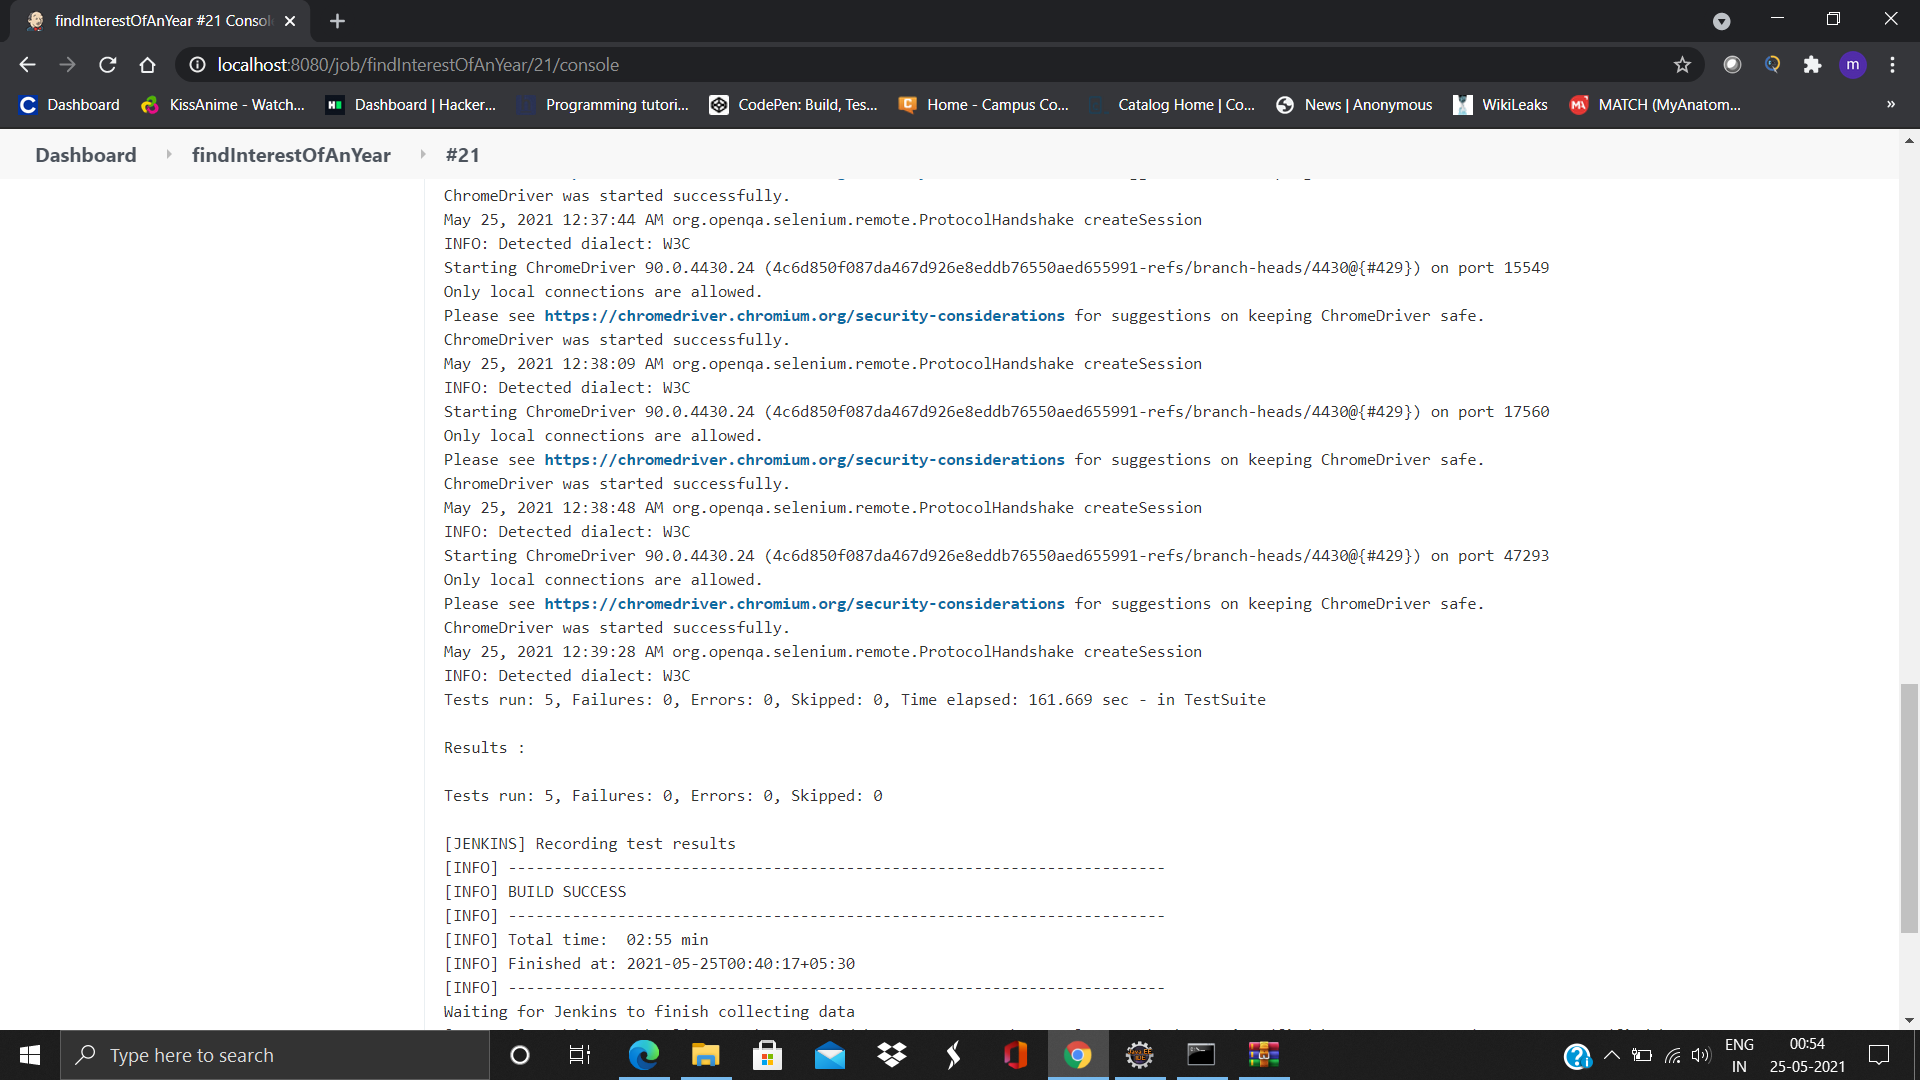 findInterestOfAnYear #21 Consol
localhost:8080/job/findInterestOfAnYear/21/console
m
Dashboard
KissAnime - Watch...
Dashboard | Hacker...
Programming tutori...
CodePen: Build, Tes...
Home - Campus Co...
Catalog Home | Co...
News | Anonymous
WikiLeaks
MATCH (MyAnatom...
»
Dashboard
findInterestOfAnYear
#21
ChromeDriver was started successfully.
May 25, 2021 12:37:44 AM org.openqa.selenium.remote.ProtocolHandshake createSession
INFO: Detected dialect: W3C
Starting ChromeDriver 90.0.4430.24 (4c6d850f087da467d926e8eddb76550aed655991-refs/branch-heads/4430@{#429}) on port 15549
Only local connections are allowed.
Please see https://chromedriver.chromium.org/security-considerations for suggestions on keeping ChromeDriver safe.
ChromeDriver was started successfully.
May 25, 2021 12:38:09 AM org.openqa.selenium.remote.ProtocolHandshake createSession
INFO: Detected dialect: W3C
Starting ChromeDriver 90.0.4430.24 (4c6d850f087da467d926e8eddb76550aed655991-refs/branch-heads/4430@{#429}) on port 17560
Only local connections are allowed.
Please see https://chromedriver.chromium.org/security-considerations for suggestions on keeping ChromeDriver safe.
ChromeDriver was started successfully.
May 25, 2021 12:38:48 AM org.openqa.selenium.remote.ProtocolHandshake createSession
INFO: Detected dialect: W3C
Starting ChromeDriver 90.0.4430.24 (4c6d850f087da467d926e8eddb76550aed655991-refs/branch-heads/4430@{#429}) on port 47293
Only local connections are allowed.
Please see https://chromedriver.chromium.org/security-considerations for suggestions on keeping ChromeDriver safe.
ChromeDriver was started successfully.
May 25, 2021 12:39:28 AM org.openqa.selenium.remote.ProtocolHandshake createSession
INFO: Detected dialect: W3C
Tests run: 5, Failures: 0, Errors: 0, Skipped: 0, Time elapsed: 161.669 sec - in TestSuite
Results :
Tests run: 5, Failures: 0, Errors: 0, Skipped: 0
[JENKINS] Recording test results
[INFO] ------------------------------------------------------------------------
[INFO] BUILD SUCCESS
[INFO] ------------------------------------------------------------------------
[INFO] Total time:  02:55 min
[INFO] Finished at: 2021-05-25T00:40:17+05:30
[INFO] ------------------------------------------------------------------------
Waiting for Jenkins to finish collecting data
Type here to search
ENG
IN
00:54
25-05-2021